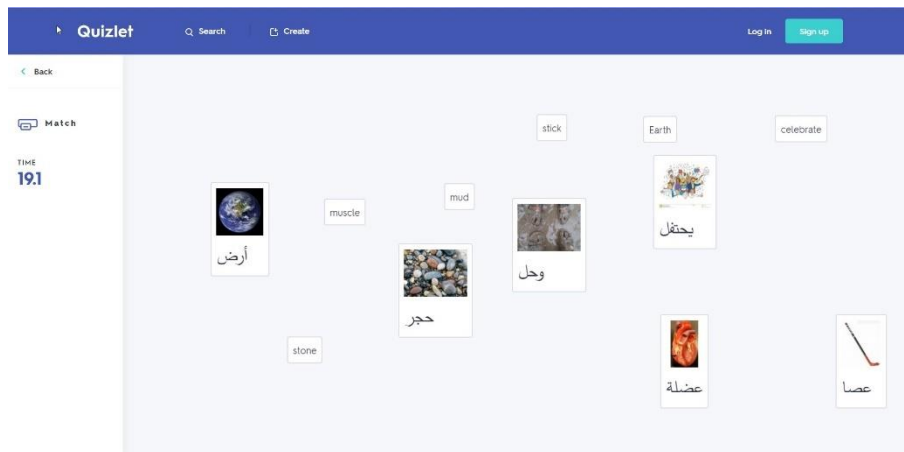 Quizlet
Search
Create
Log in
Sign up
Back
Match
TIME
19.1
stick
Earth
celebrate
أرض
muscle
mud
حجر
وحل
يحتفل
stone
عضلة
عصا